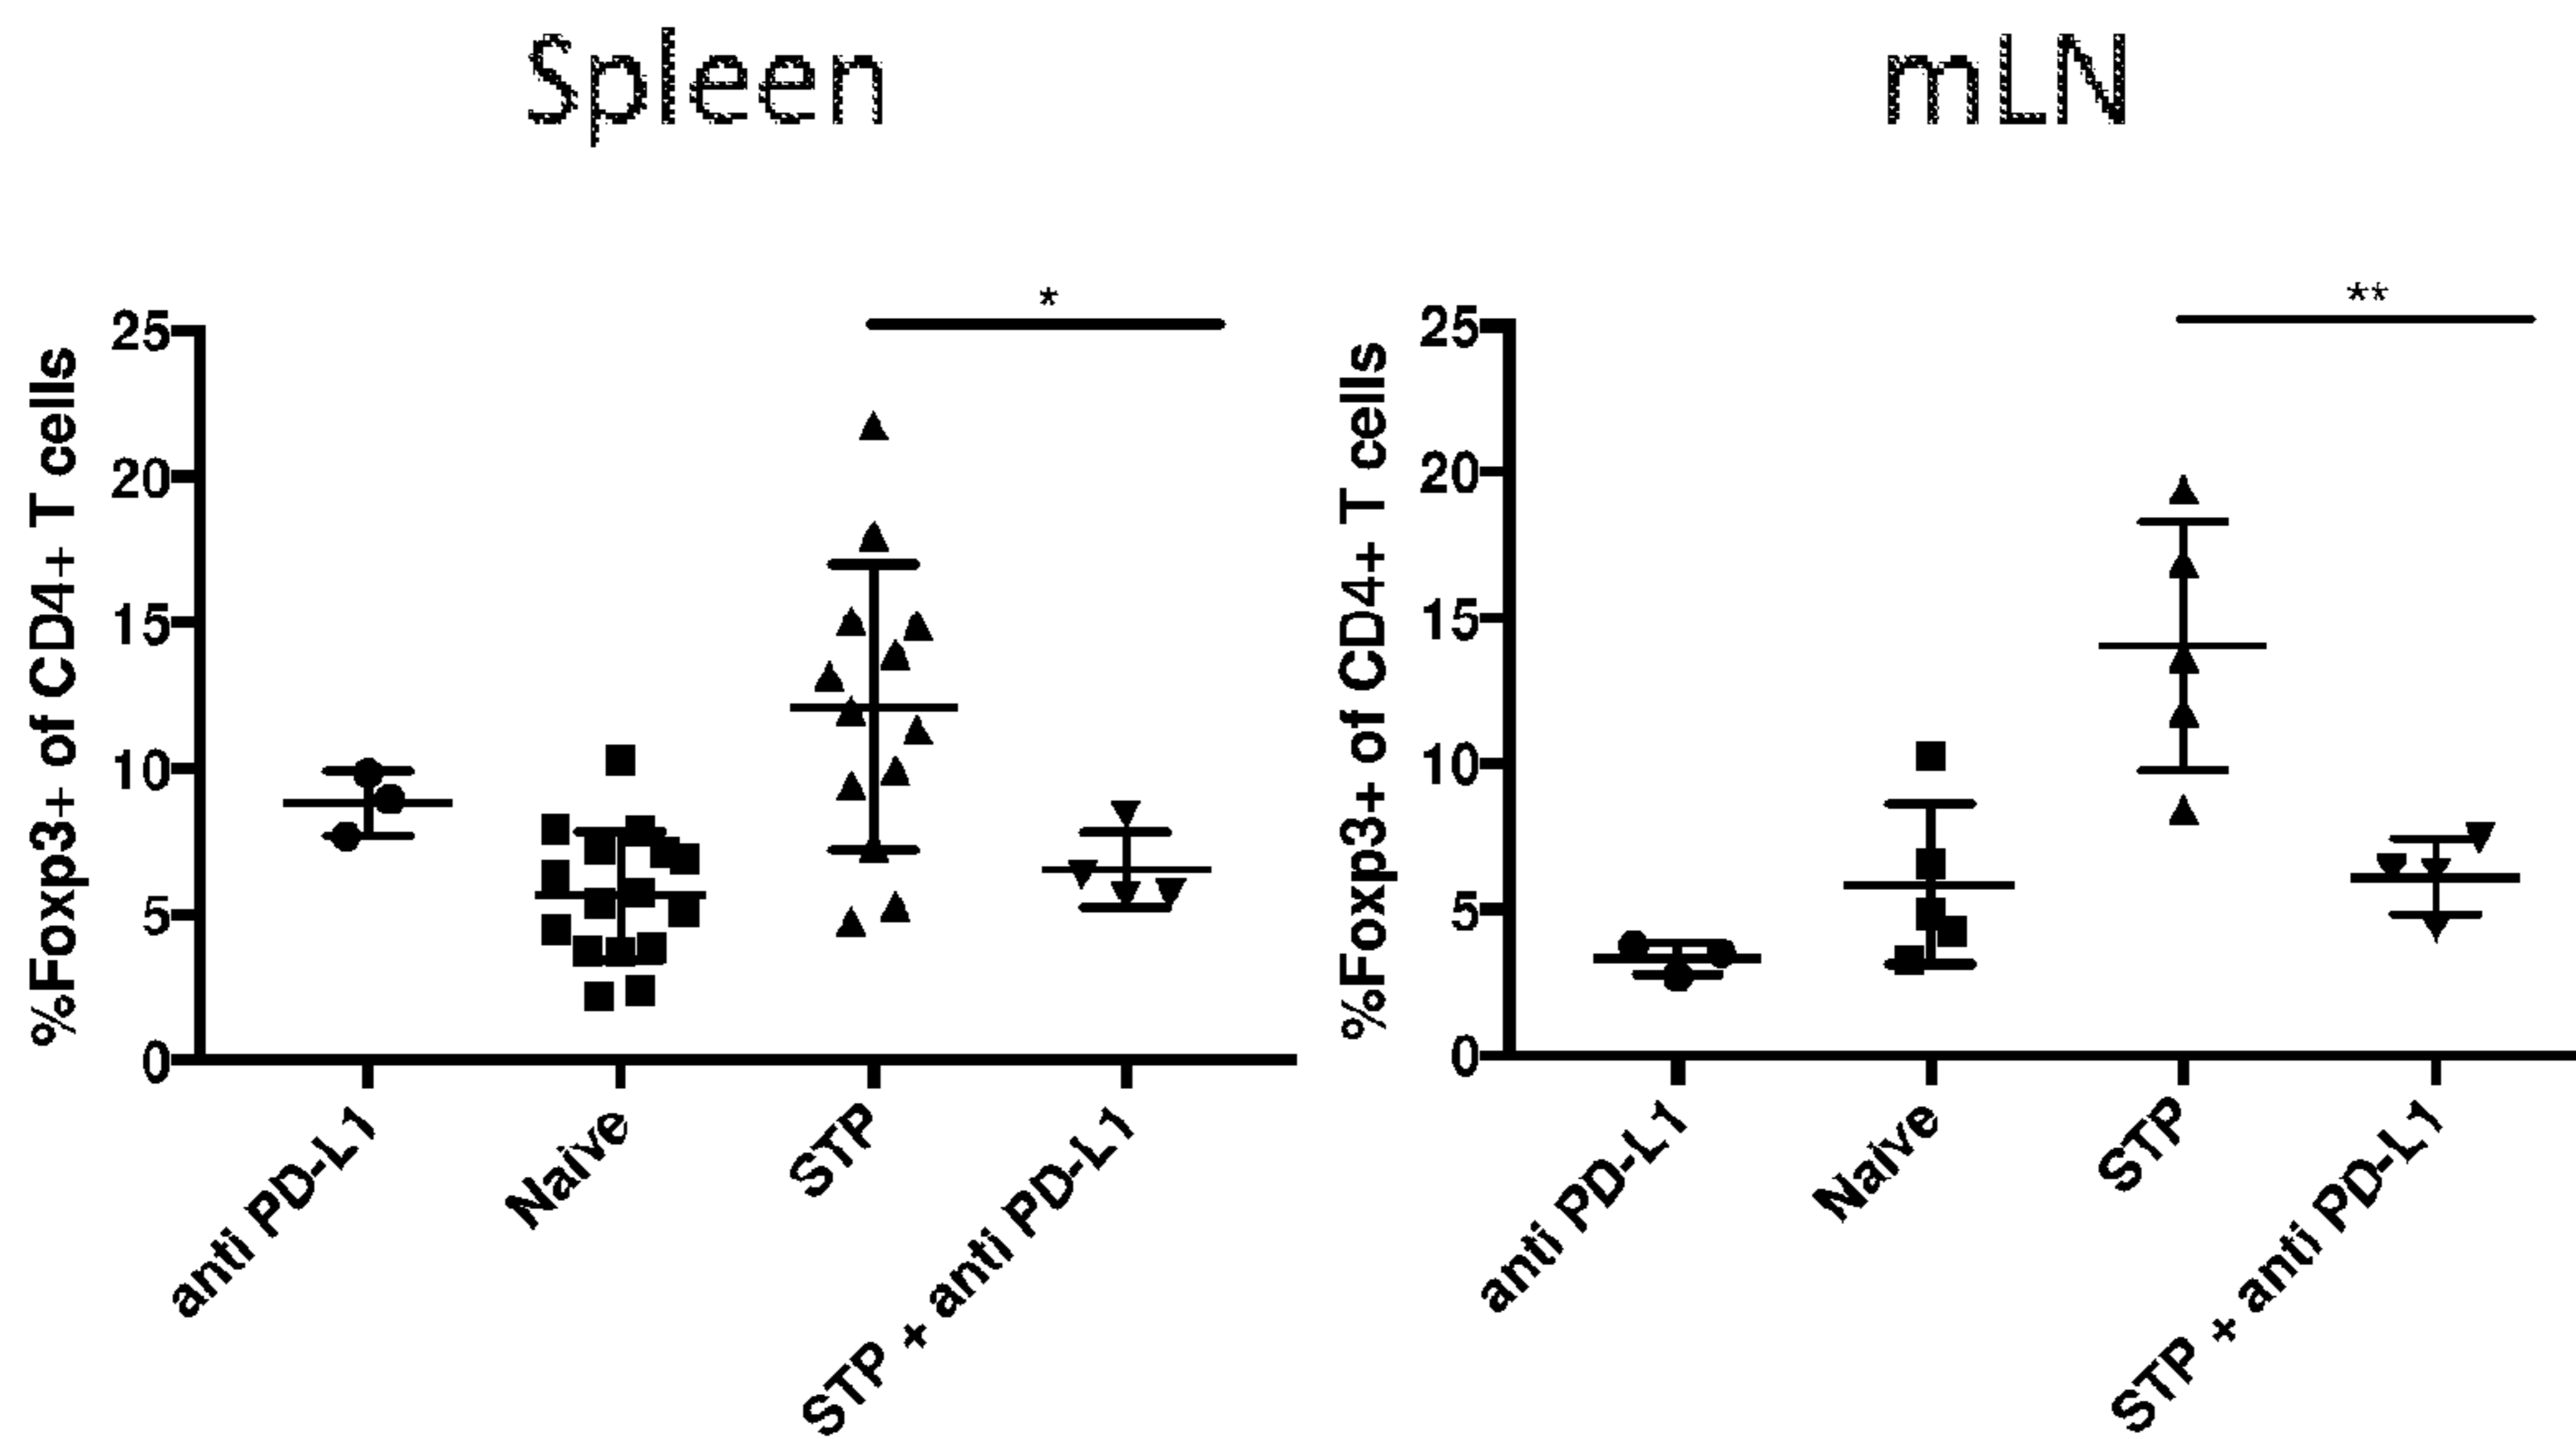 Spleen
*
%Foxp3+ of CD4+ T cells
25
20
15
10
5
0
anti PD-L1
Naive
STP
STP + anti PD-L1
mLN
**
%Foxp3+ of CD4+ T cells
25
20
15
10
5
0
anti PD-L1
Naive
STP
STP + anti PD-L1